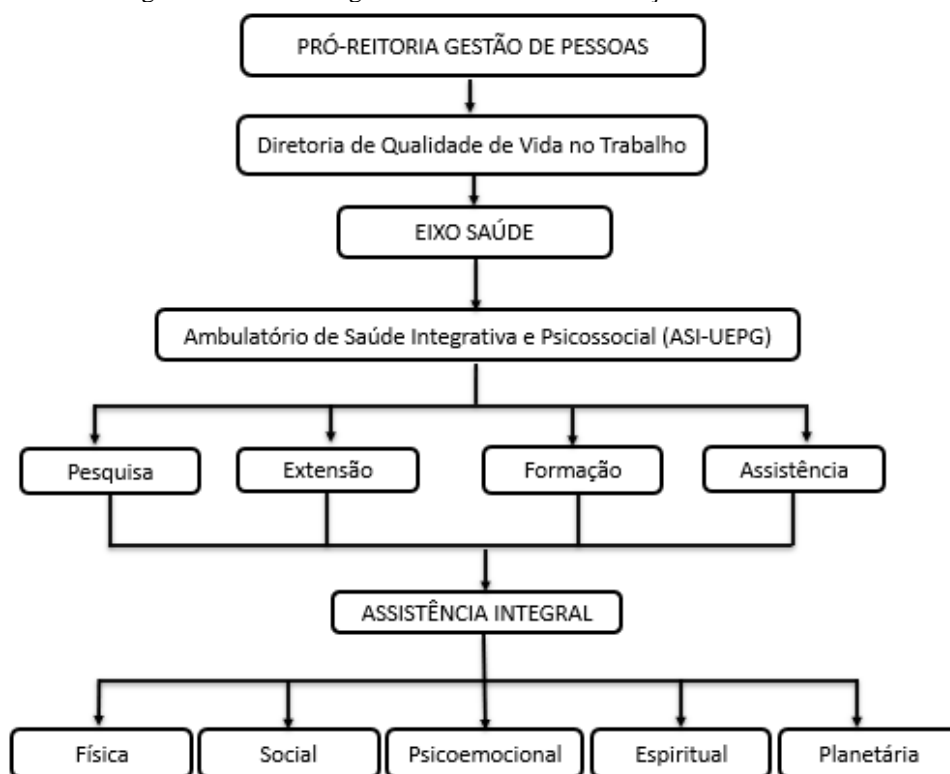 PRÓ-REITORIA GESTÃO DE PESSOAS
Diretoria de Qualidade de Vida no Trabalho
EIXO SAÚDE
Ambulatório de Saúde Integrativa e Psicossocial (ASI-UEPG)
Pesquisa
Extensão
Formação
Assistência
ASSISTÊNCIA INTEGRAL
Física
Social
Psicoemocional
Espiritual
Planetária